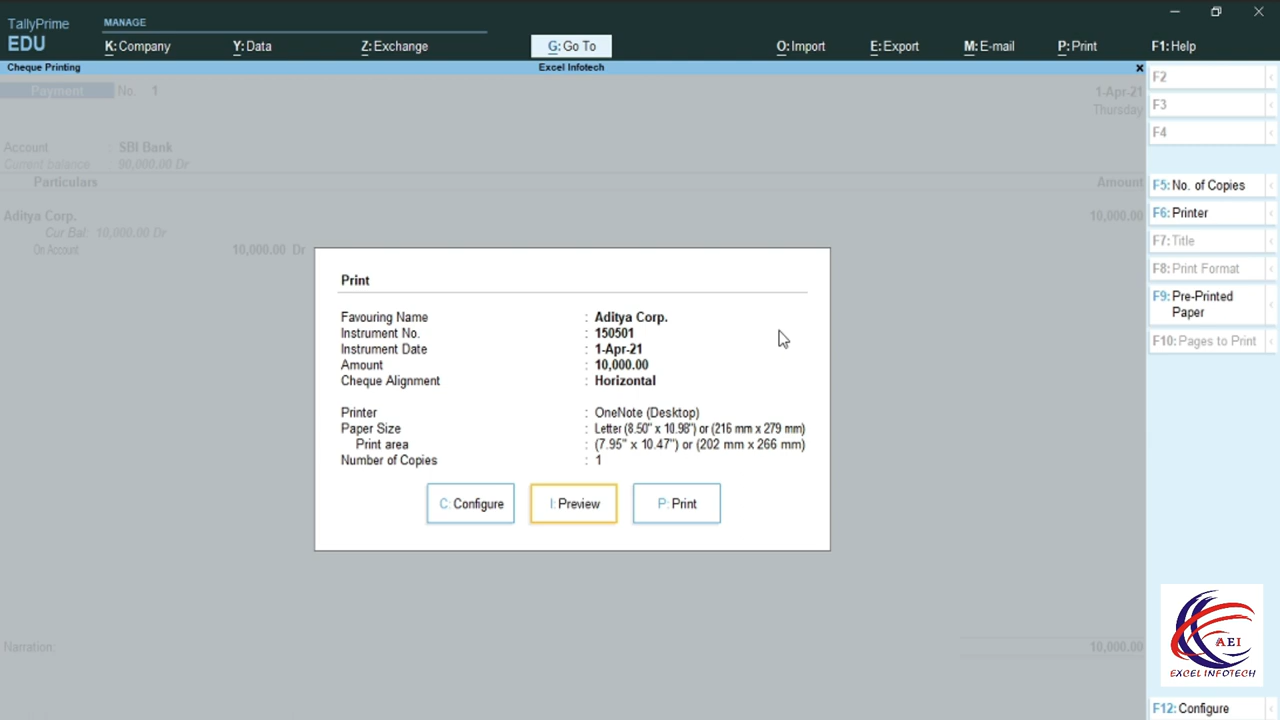 TallyPrime
EDU
MANAGE
K: Company
Y: Data
Z: Exchange
G: Go To
O: Import
E: Export
M: E-mail
P: Print
F1: Help
Cheque Printing
Excel Infotech
Payment No. 1
1-Apr-21
Thursday
Account : SBI Bank
Current balance 90,000.00 Dr
Particulars Amount
Aditya Corp. 10,000.00
Cur Bal: 10,000.00 Dr
On Account 10,000.00 Dr
Print
Favouring Name : Aditya Corp.
Instrument No. : 150501
Instrument Date : 1-Apr-21
Amount : 10,000.00
Cheque Alignment : Horizontal
Printer : OneNote (Desktop)
Paper Size : Letter (8.50" x 10.98") or (216 mm x 279 mm)
Print area : (7.95" x 10.47") or (202 mm x 266 mm)
Number of Copies : 1
C: Configure
I: Preview
P: Print
Narration: 10,000.00
F2
F3
F4
F5: No. of Copies
F6: Printer
F7: Title
F8: Print Format
F9: Pre-Printed
Paper
F10: Pages to Print
AEI
EXCEL INFOTECH
F12: Configure